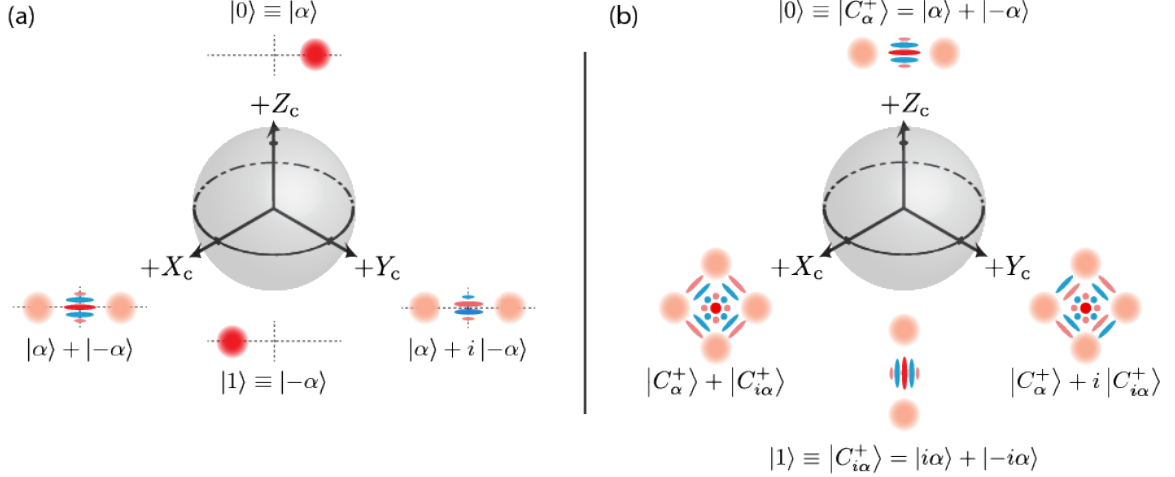 (a)
|0⟩ ≡ |α⟩
+Z_c
+X_c
+Y_c
|α⟩ + |−α⟩
|1⟩ ≡ |−α⟩
|α⟩ + i |−α⟩
(b)
|0⟩ ≡ |C_α^+⟩ = |α⟩ + |−α⟩
+Z_c
+X_c
+Y_c
|C_α^+⟩ + |C_{iα}^+⟩
|C_α^+⟩ + i |C_{iα}^+⟩
|1⟩ ≡ |C_{iα}^+⟩ = |iα⟩ + |−iα⟩